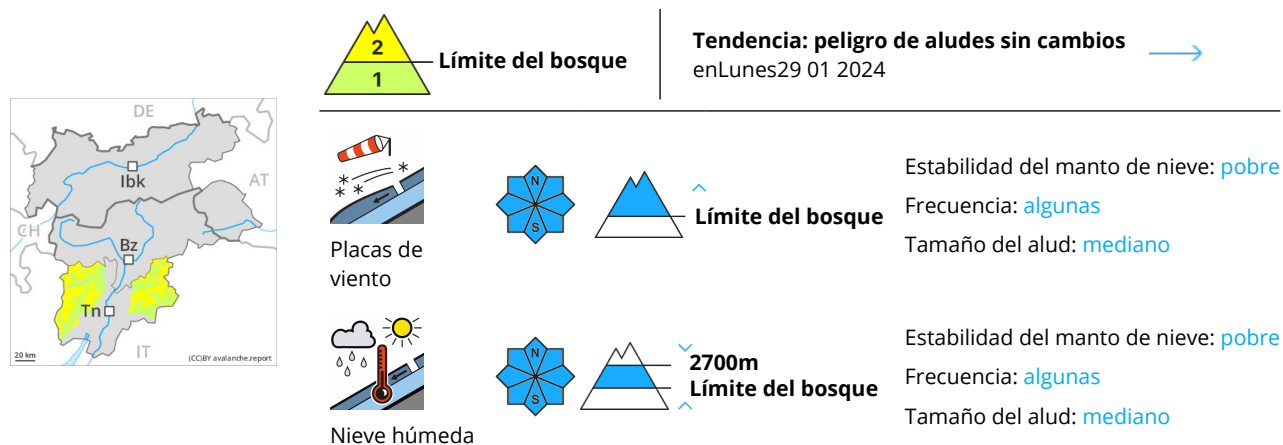 2
1
Límite del bosque
Tendencia: peligro de aludes sin cambios
enLunes29 01 2024
DE
AT
CH
IT
Ibk
Bz
Tn
20 km
(CC)BY avalanche.report
Placas de
viento
N
S
Límite del bosque
Estabilidad del manto de nieve: pobre
Frecuencia: algunas
Tamaño del alud: mediano
Nieve húmeda
N
S
2700m
Límite del bosque
Estabilidad del manto de nieve: pobre
Frecuencia: algunas
Tamaño del alud: mediano